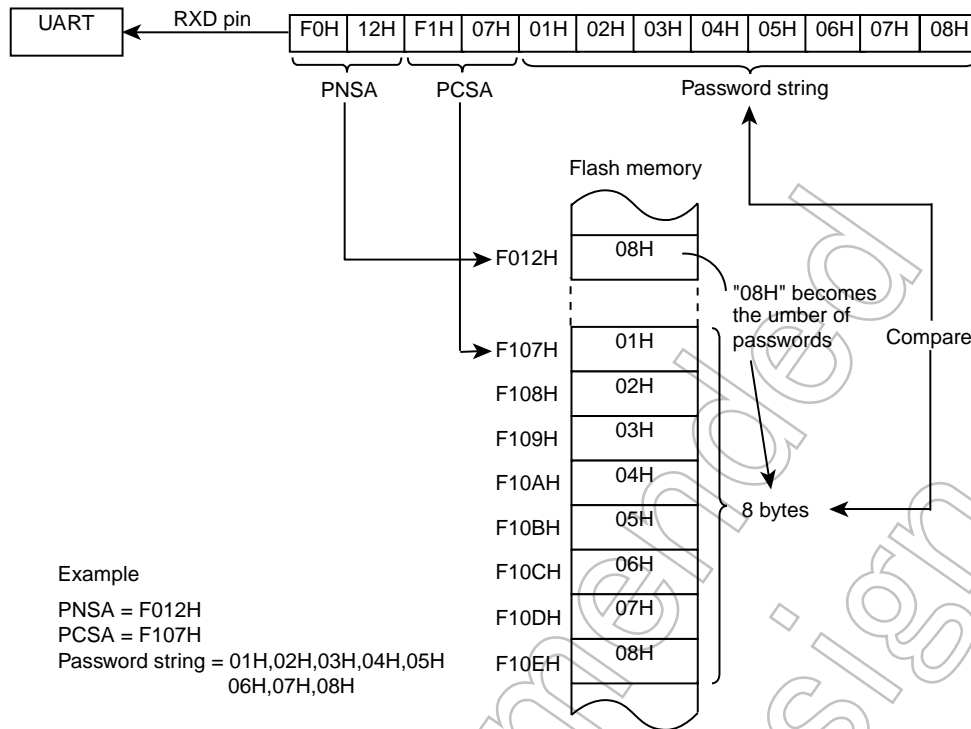 UART
RXD pin
F0H 12H F1H 07H 01H 02H 03H 04H 05H 06H 07H 08H
PNSA PCSA Password string
Flash memory
F012H 08H
"08H" becomes
the umber of
passwords
Compare
F107H 01H
F108H 02H
F109H 03H
F10AH 04H
F10BH 05H
8 bytes
F10CH 06H
F10DH 07H
F10EH 08H
Example
PNSA = F012H
PCSA = F107H
Password string = 01H,02H,03H,04H,05H
06H,07H,08H
mmended
sign